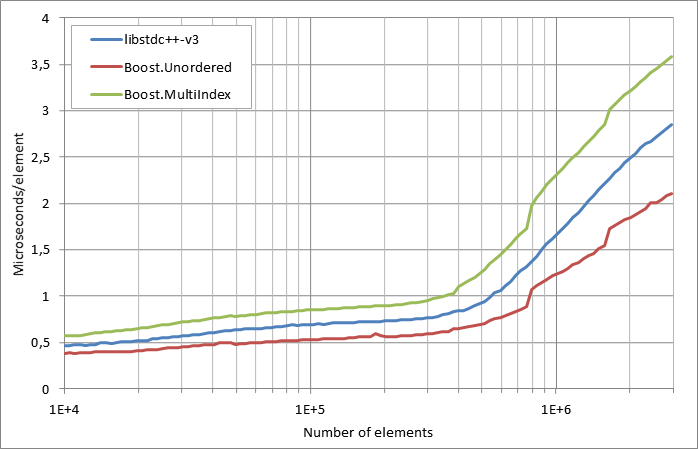 4
3,5
3
2,5
2
1,5
1
0,5
0
Microseconds/element
libstdc++-v3
Boost.Unordered
Boost.MultiIndex
1E+4
1E+5
1E+6
Number of elements